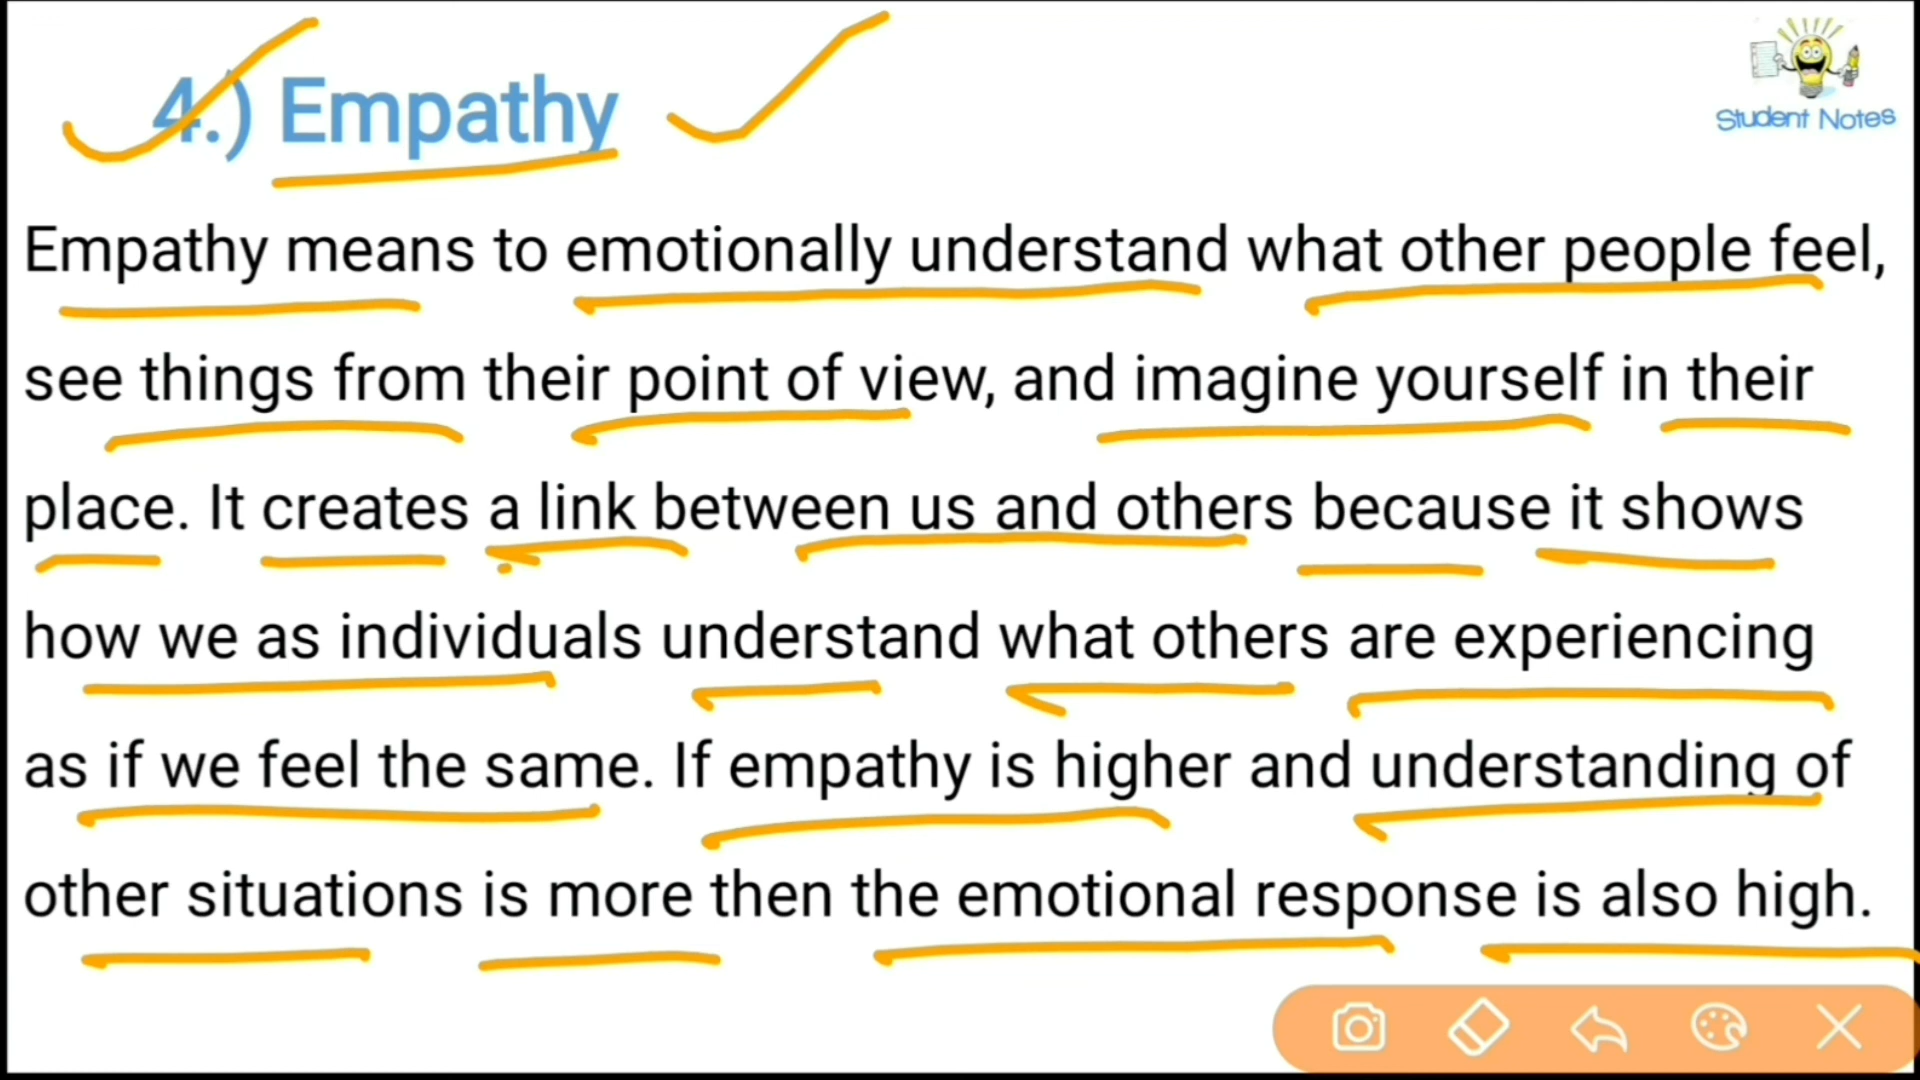 4.) Empathy
Student Notes
Empathy means to emotionally understand what other people feel,
see things from their point of view, and imagine yourself in their
place. It creates a link between us and others because it shows
how we as individuals understand what others are experiencing
as if we feel the same. If empathy is higher and understanding of
other situations is more then the emotional response is also high.